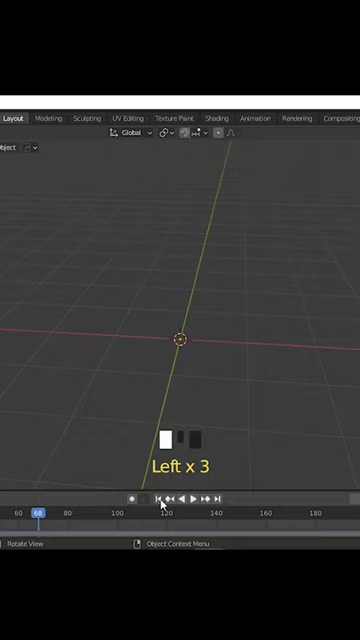 Layout Modeling Sculpting UV Editing Texture Paint Shading Animation Rendering Compositing
Global
bject
Left x 3
60 68 80 100 120 140 160 180
Rotate View Object Context Menu